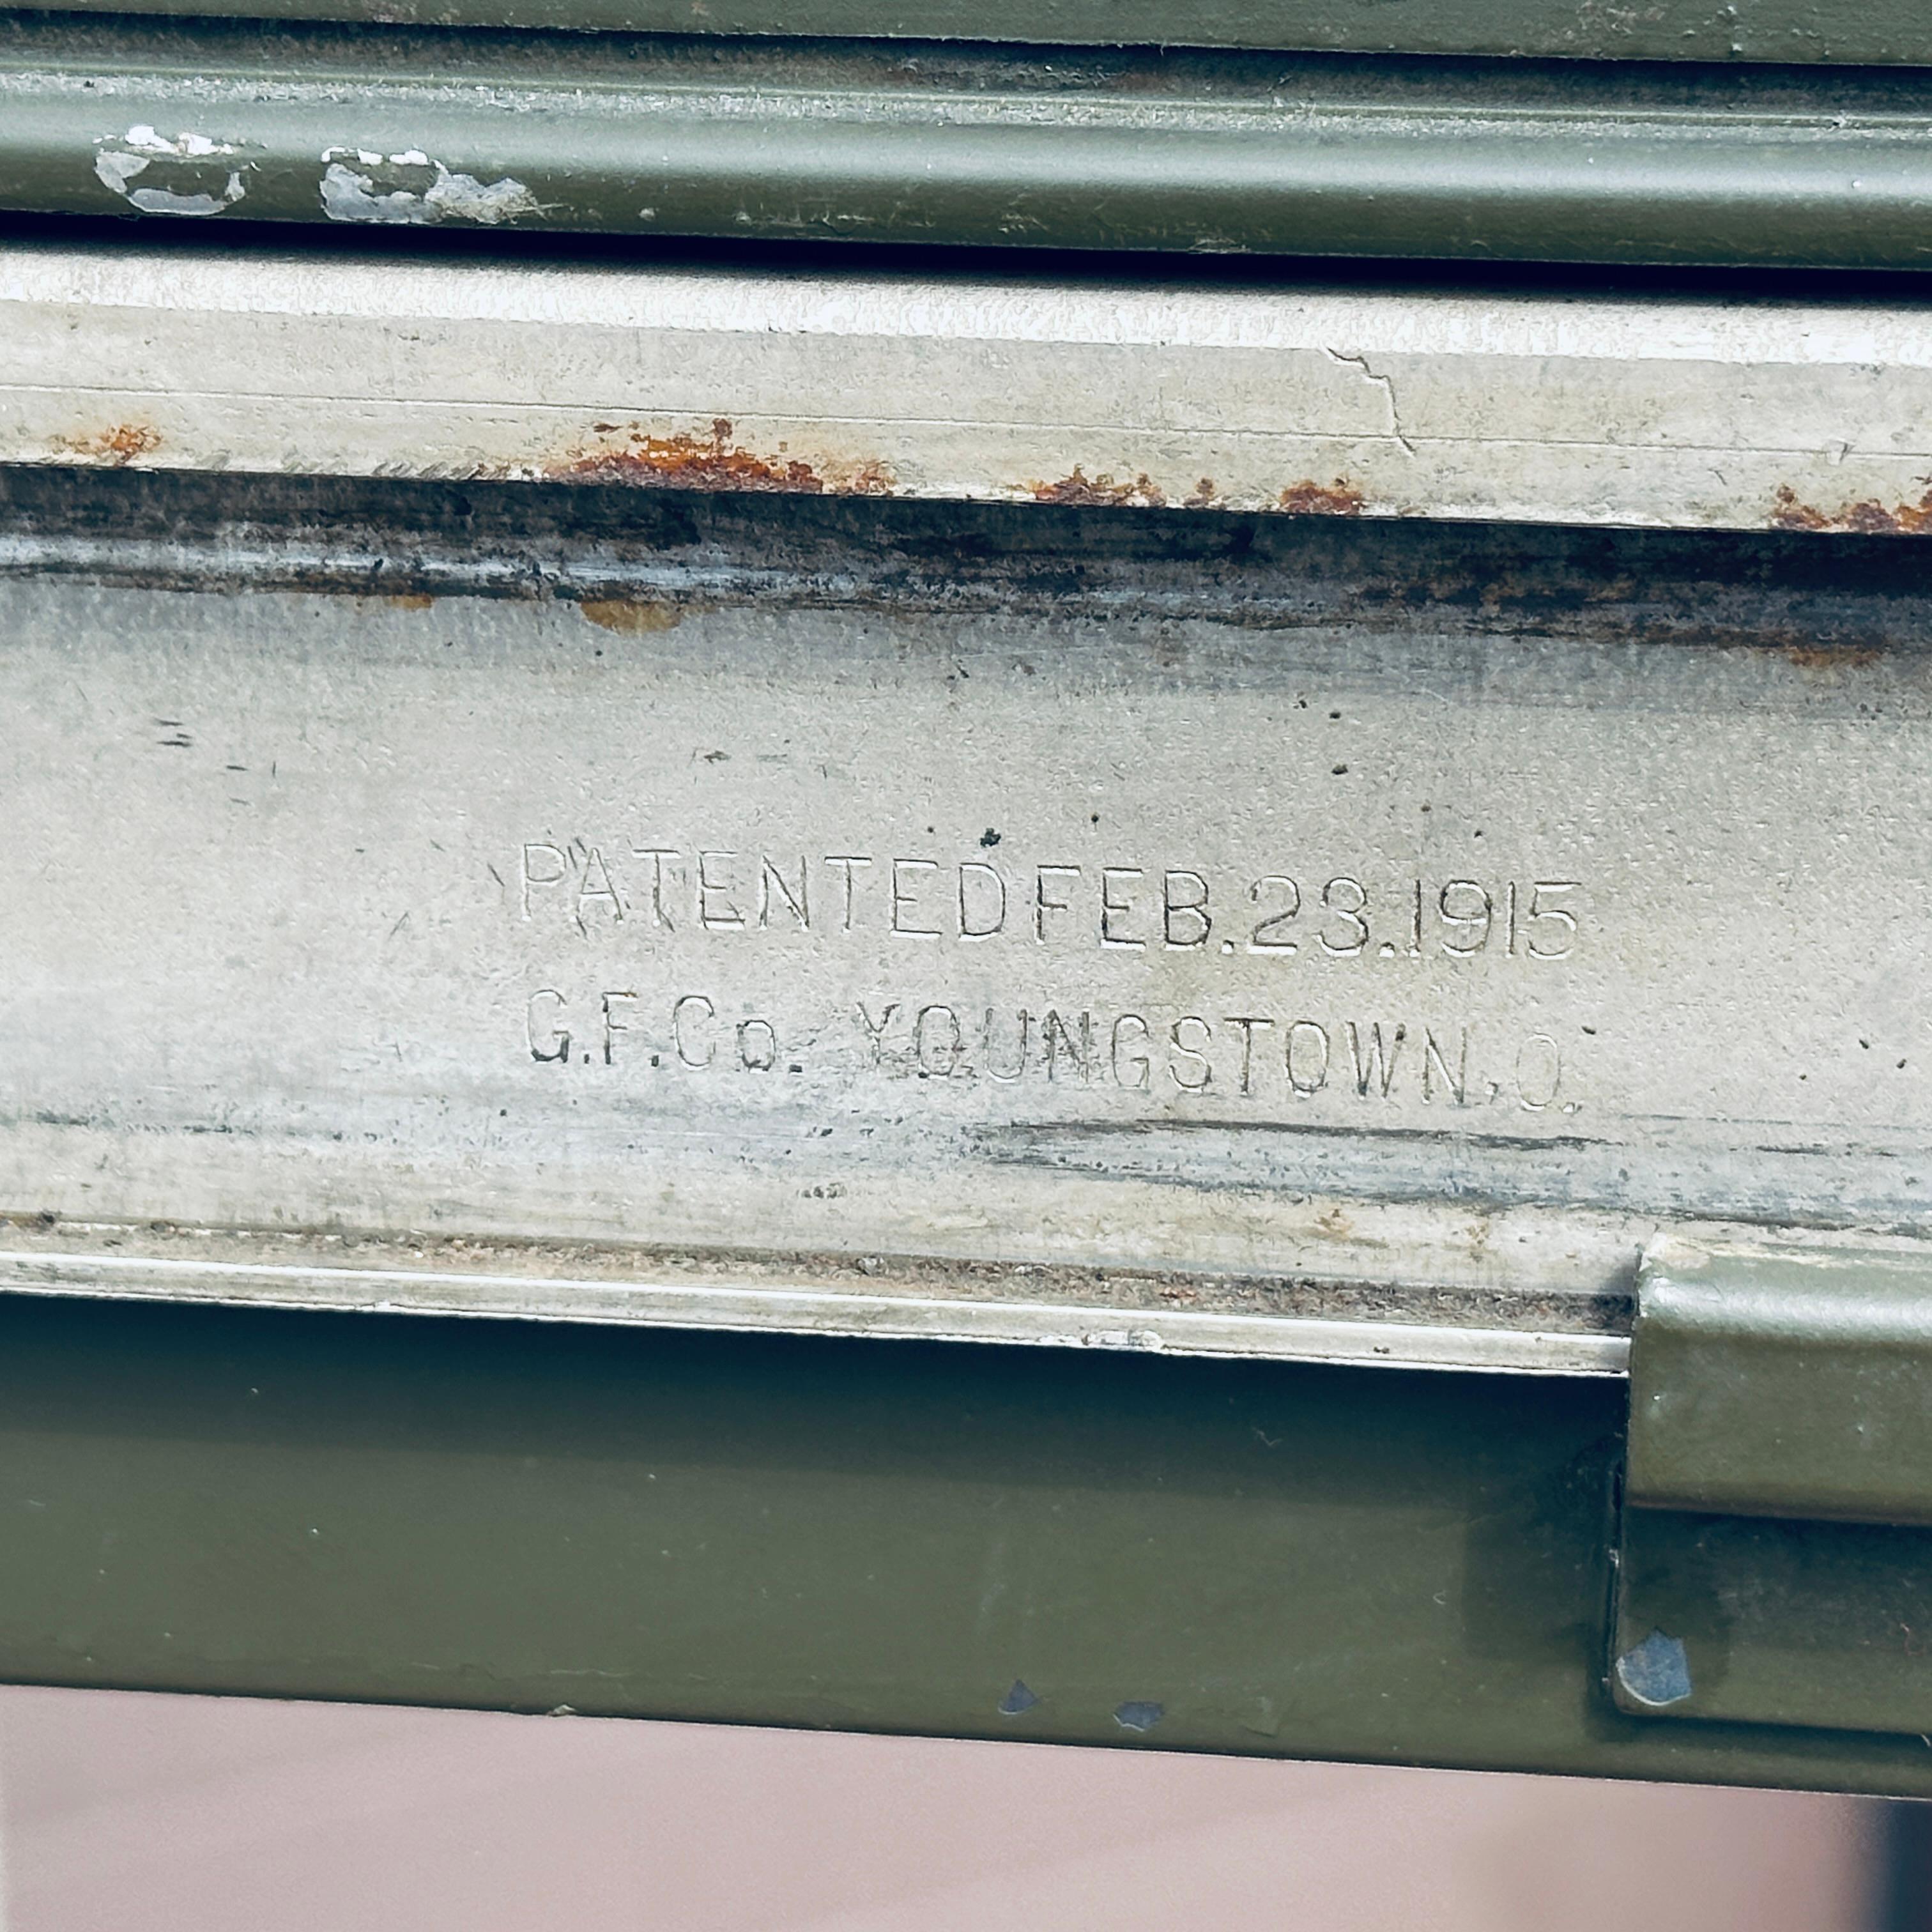 PATENTED FEB. 23. 1915
G.F.Co. YOUNGSTOWN, O.